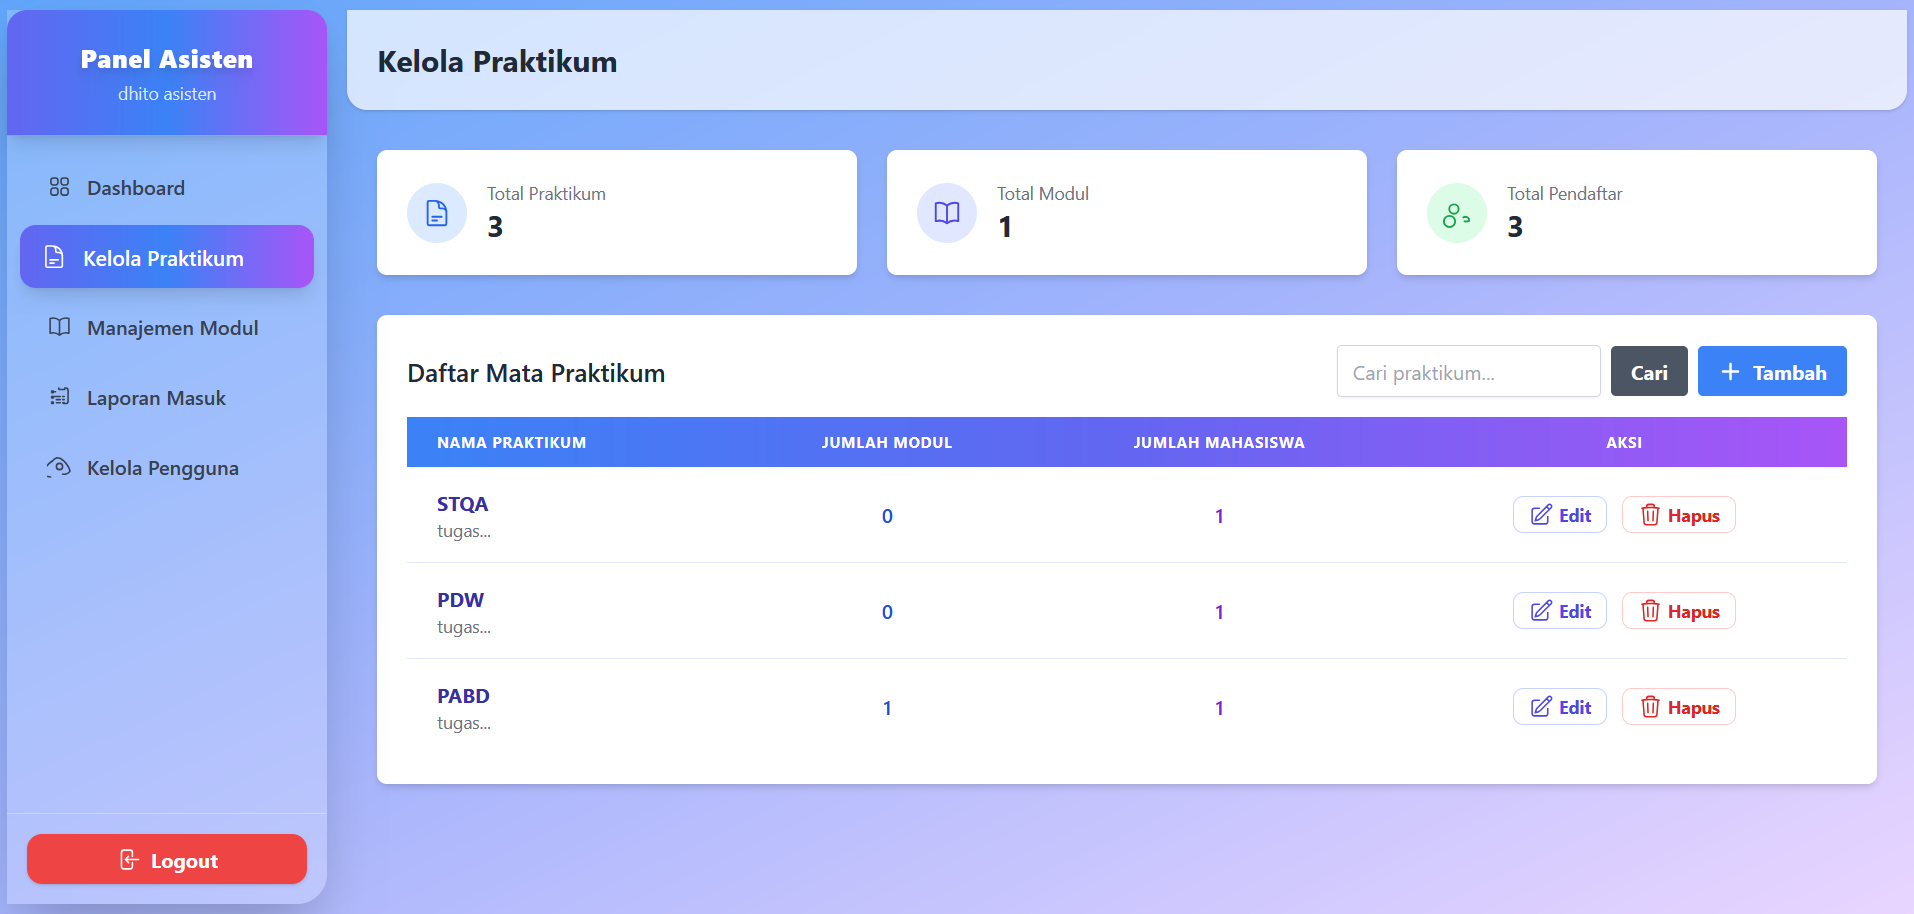 Panel Asisten
dhito asisten
Dashboard
Kelola Praktikum
Manajemen Modul
Laporan Masuk
Kelola Pengguna
Logout
Kelola Praktikum
Total Praktikum
3
Total Modul
1
Total Pendaftar
3
Daftar Mata Praktikum
Cari praktikum...
Cari
Tambah
NAMA PRAKTIKUM JUMLAH MODUL JUMLAH MAHASISWA AKSI
STQA
tugas...
0 1 Edit Hapus
PDW
tugas...
0 1 Edit Hapus
PABD
tugas...
1 1 Edit Hapus